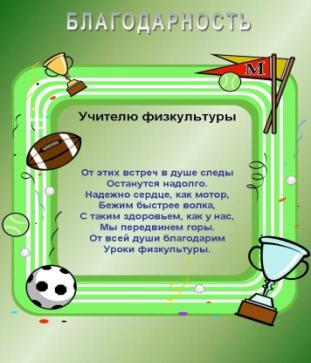 БЛАГОДАРНОСТЬ
М
Учителю физкультуры
От этих встреч в душе следы
Останутся надолго.
Надежно сердце, как мотор,
Бежим быстрее волка,
С таким здоровьем, как у нас,
Мы передвинем горы.
От всей души благодарим
Уроки физкультуры.